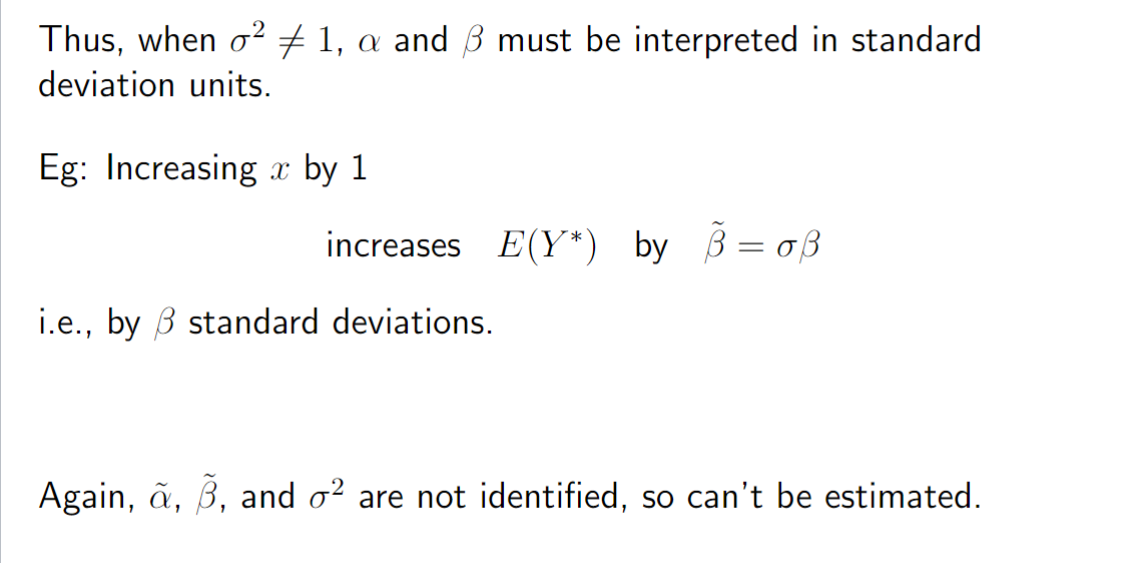 Thus, when σ² ≠ 1, α and β must be interpreted in standard
deviation units.
Eg: Increasing x by 1
increases E(Y*) by β̃ = σβ
i.e., by β standard deviations.
Again, α̃, β̃, and σ² are not identified, so can't be estimated.